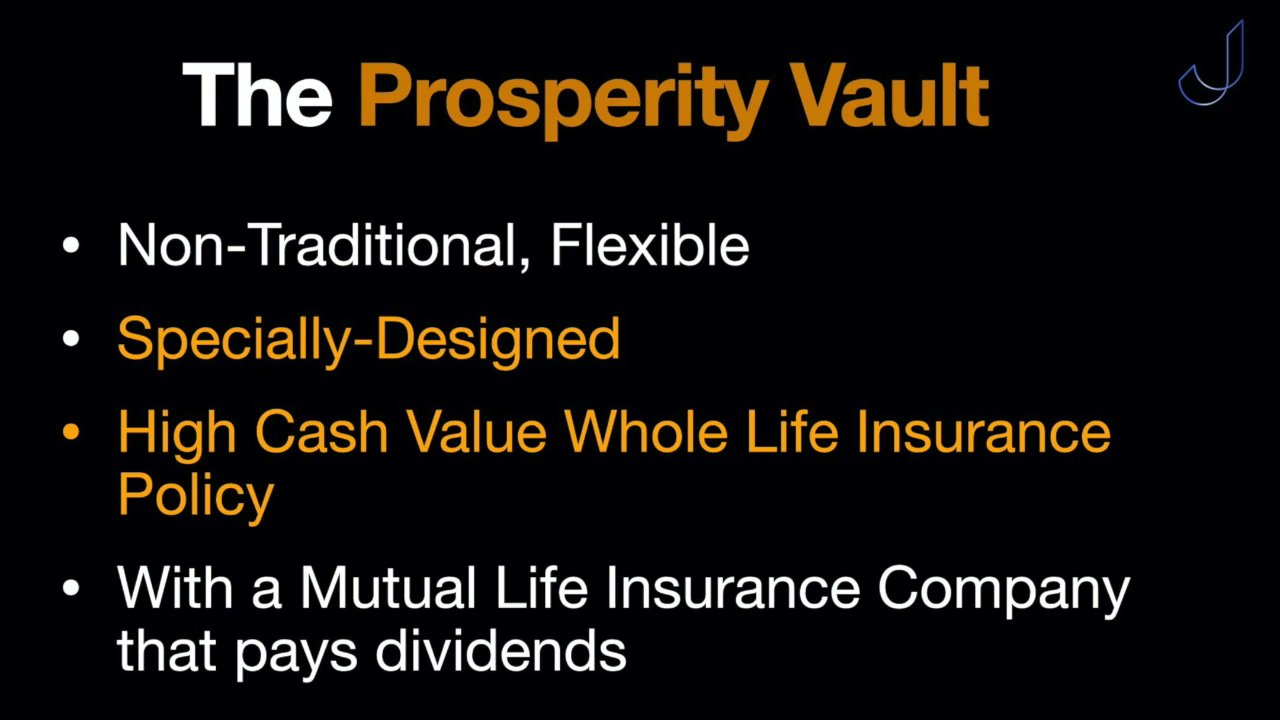 The Prosperity Vault
• Non-Traditional, Flexible
• Specially-Designed
• High Cash Value Whole Life Insurance
Policy
• With a Mutual Life Insurance Company
that pays dividends